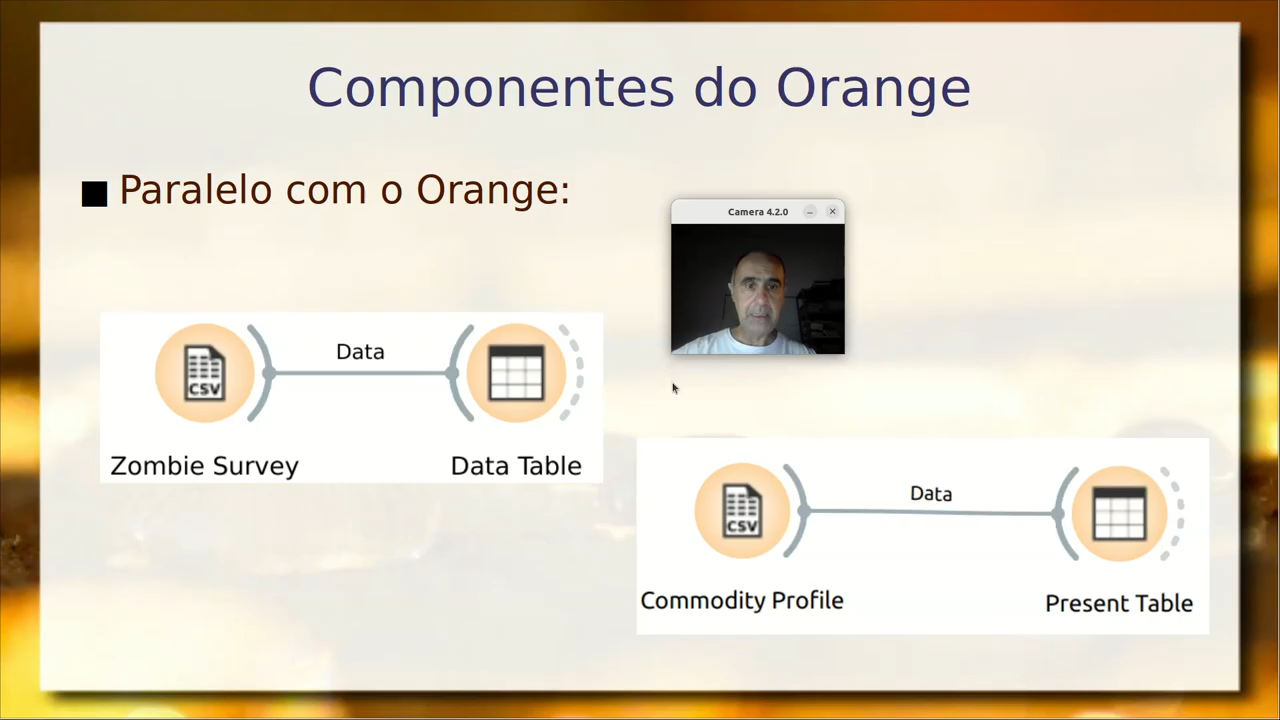 Componentes do Orange
Paralelo com o Orange:
Camera 4.2.0
Data
CSV
Zombie Survey
Data Table
Data
CSV
Commodity Profile
Present Table